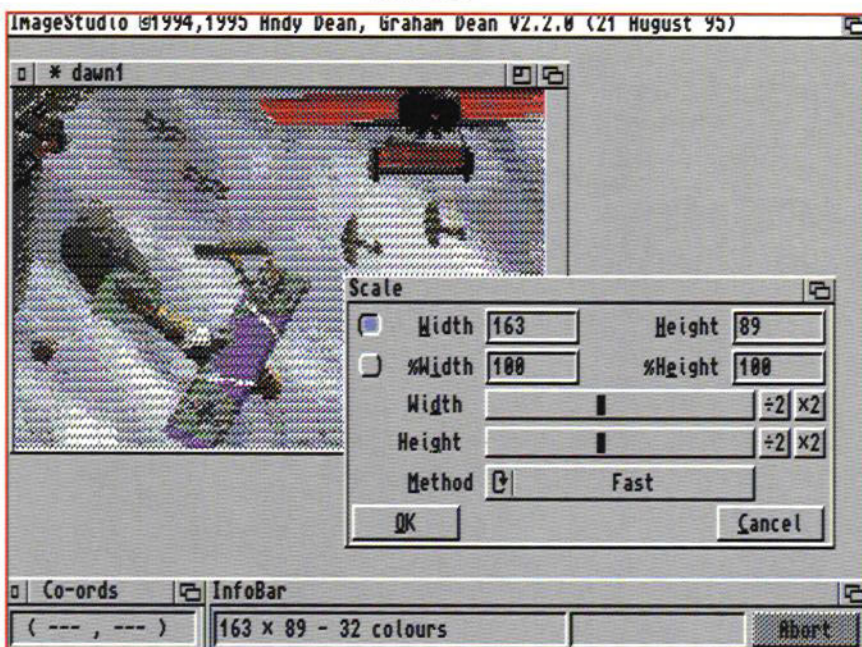 ImageStudio ©1994,1995 Andy Dean, Graham Dean V2.2.0 (21 August 95)
* dawn1
Scale
Width 163 Height 89
%Width 100 %Height 100
Width ÷2 ×2
Height ÷2 ×2
Method Fast
OK Cancel
Co-ords InfoBar
( --- , --- ) 163 × 89 - 32 colours Abort